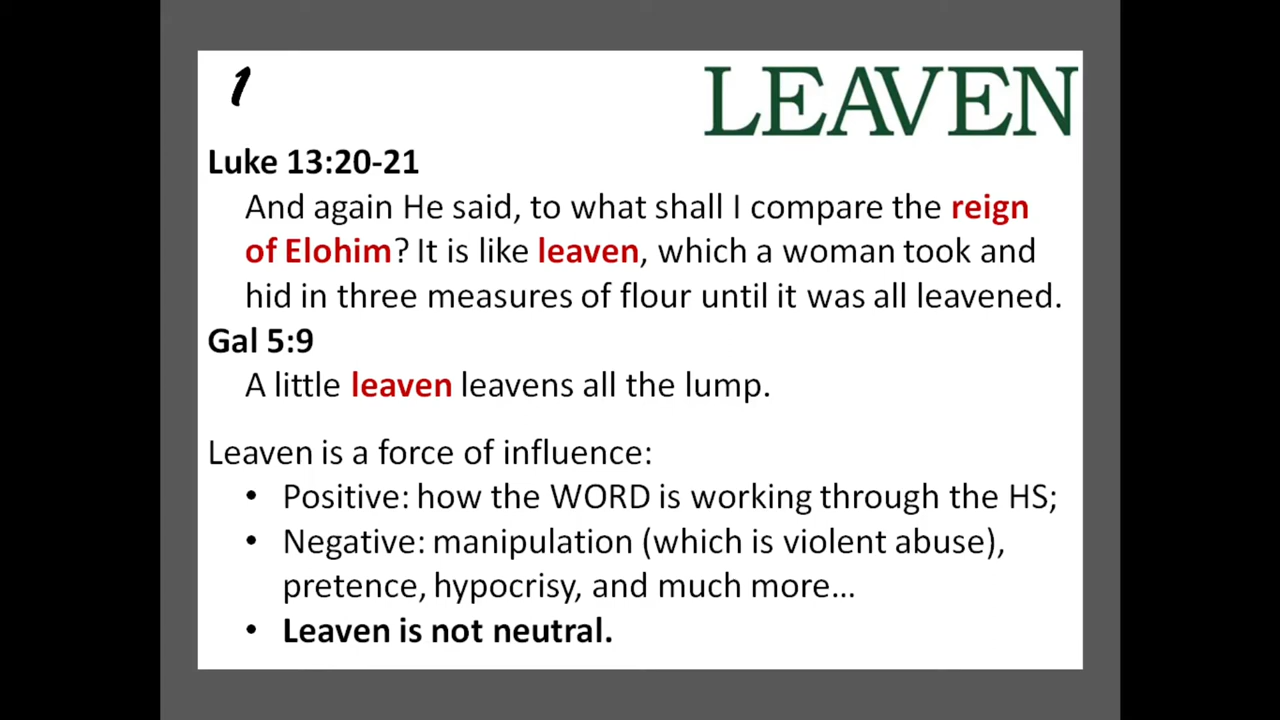 1
LEAVEN
Luke 13:20-21
And again He said, to what shall I compare the reign
of Elohim? It is like leaven, which a woman took and
hid in three measures of flour until it was all leavened.
Gal 5:9
A little leaven leavens all the lump.
Leaven is a force of influence:
• Positive: how the WORD is working through the HS;
• Negative: manipulation (which is violent abuse),
pretence, hypocrisy, and much more...
• Leaven is not neutral.